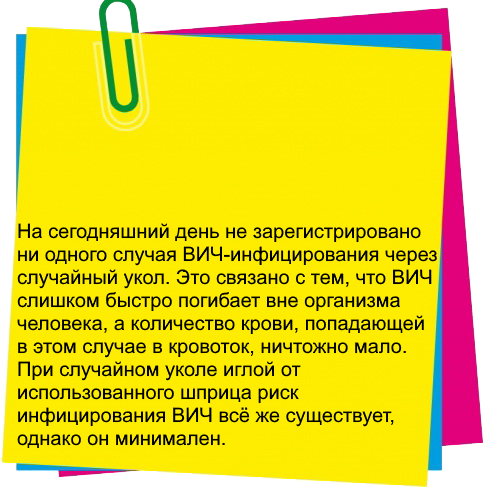 На сегодняшний день не зарегистрировано
ни одного случая ВИЧ-инфицирования через
случайный укол. Это связано с тем, что ВИЧ
слишком быстро погибает вне организма
человека, а количество крови, попадающей
в этом случае в кровоток, ничтожно мало.
При случайном уколе иглой от
использованного шприца риск
инфицирования ВИЧ всё же существует,
однако он минимален.